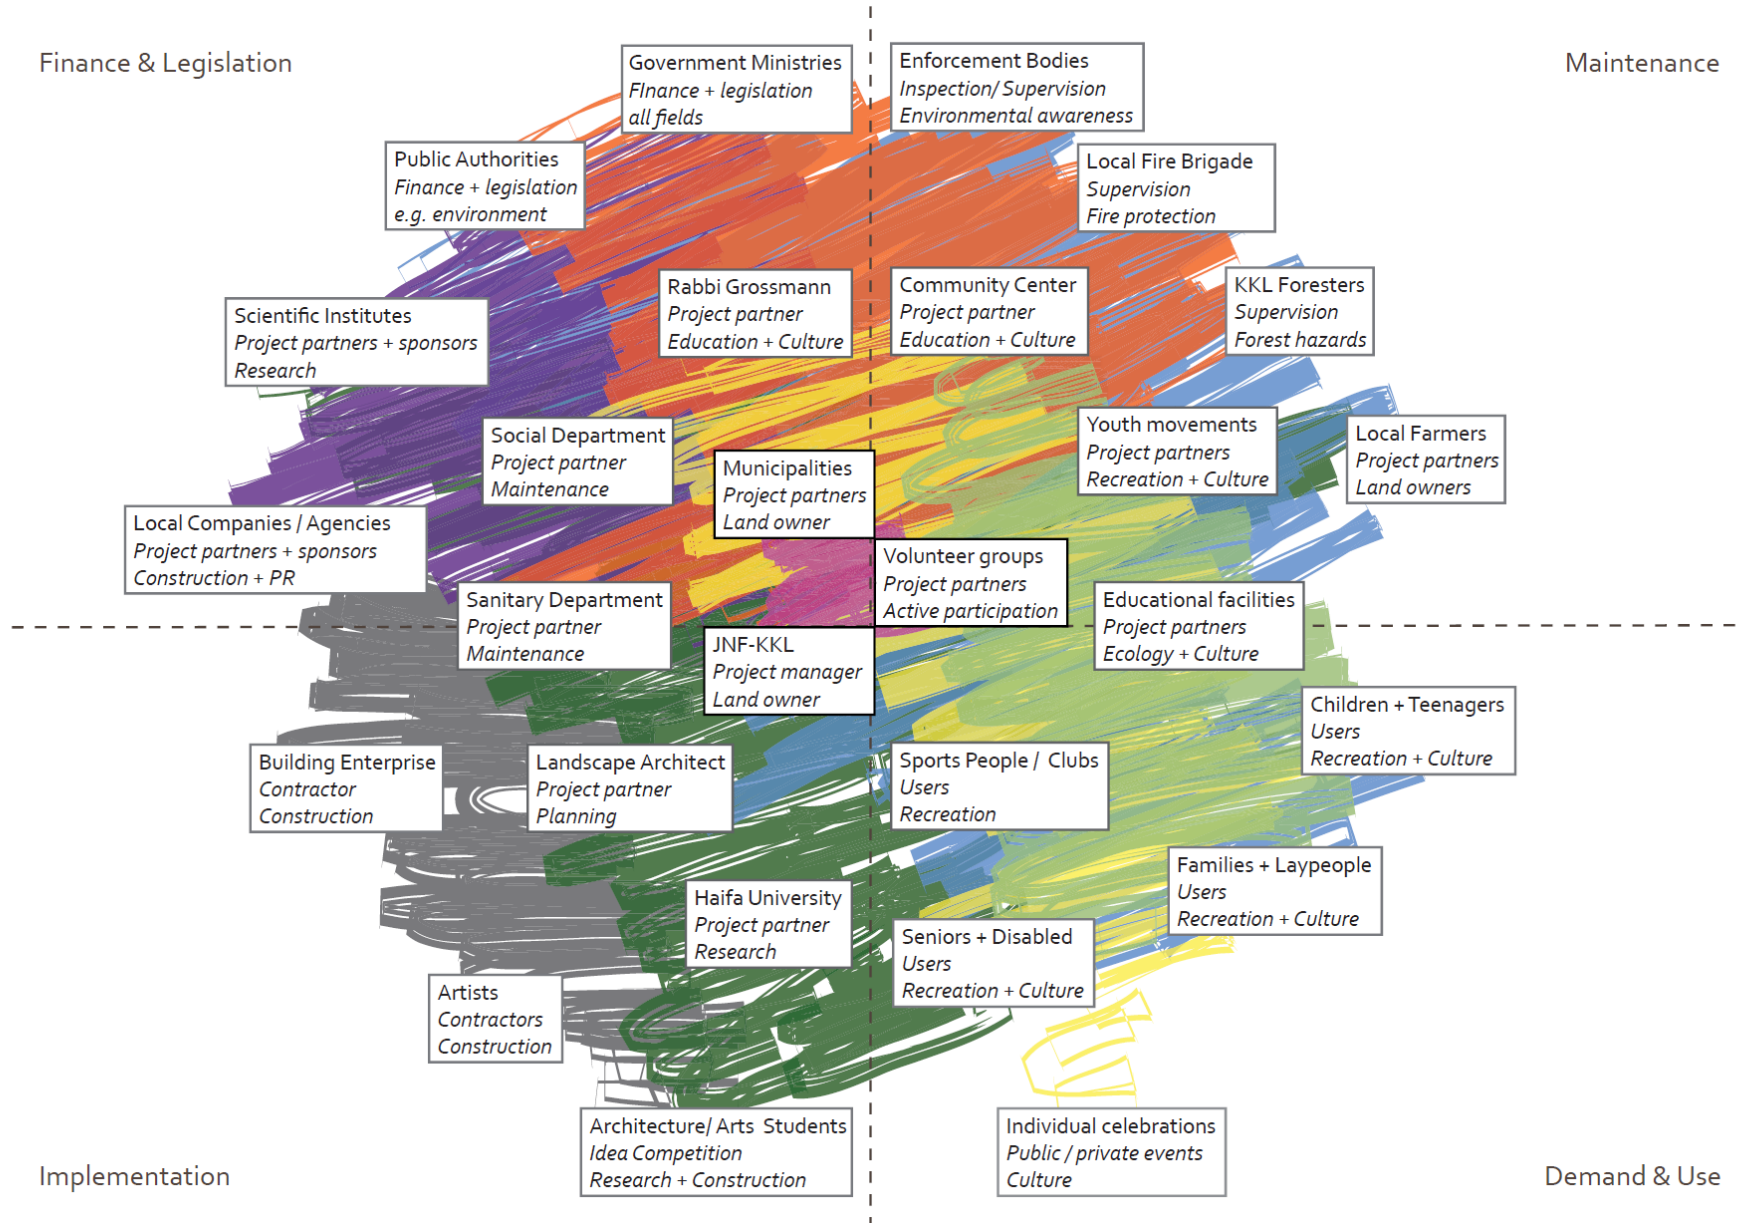 Finance & Legislation
Maintenance
Government Ministries
FInance + legislation
all fields
Enforcement Bodies
Inspection/ Supervision
Environmental awareness
Public Authorities
Finance + legislation
e.g. environment
Local Fire Brigade
Supervision
Fire protection
Rabbi Grossmann
Project partner
Education + Culture
Community Center
Project partner
Education + Culture
KKL Foresters
Supervision
Forest hazards
Scientific Institutes
Project partners + sponsors
Research
Social Department
Project partner
Maintenance
Municipalities
Project partners
Land owner
Youth movements
Project partners
Recreation + Culture
Local Farmers
Project partners
Land owners
Local Companies / Agencies
Project partners + sponsors
Construction + PR
Volunteer groups
Project partners
Active participation
Sanitary Department
Project partner
Maintenance
Educational facilities
Project partners
Ecology + Culture
JNF-KKL
Project manager
Land owner
Children + Teenagers
Users
Recreation + Culture
Building Enterprise
Contractor
Construction
Landscape Architect
Project partner
Planning
Sports People / Clubs
Users
Recreation
Families + Laypeople
Users
Recreation + Culture
Haifa University
Project partner
Research
Seniors + Disabled
Users
Recreation + Culture
Artists
Contractors
Construction
Architecture/ Arts Students
Idea Competition
Research + Construction
Individual celebrations
Public / private events
Culture
Implementation
Demand & Use